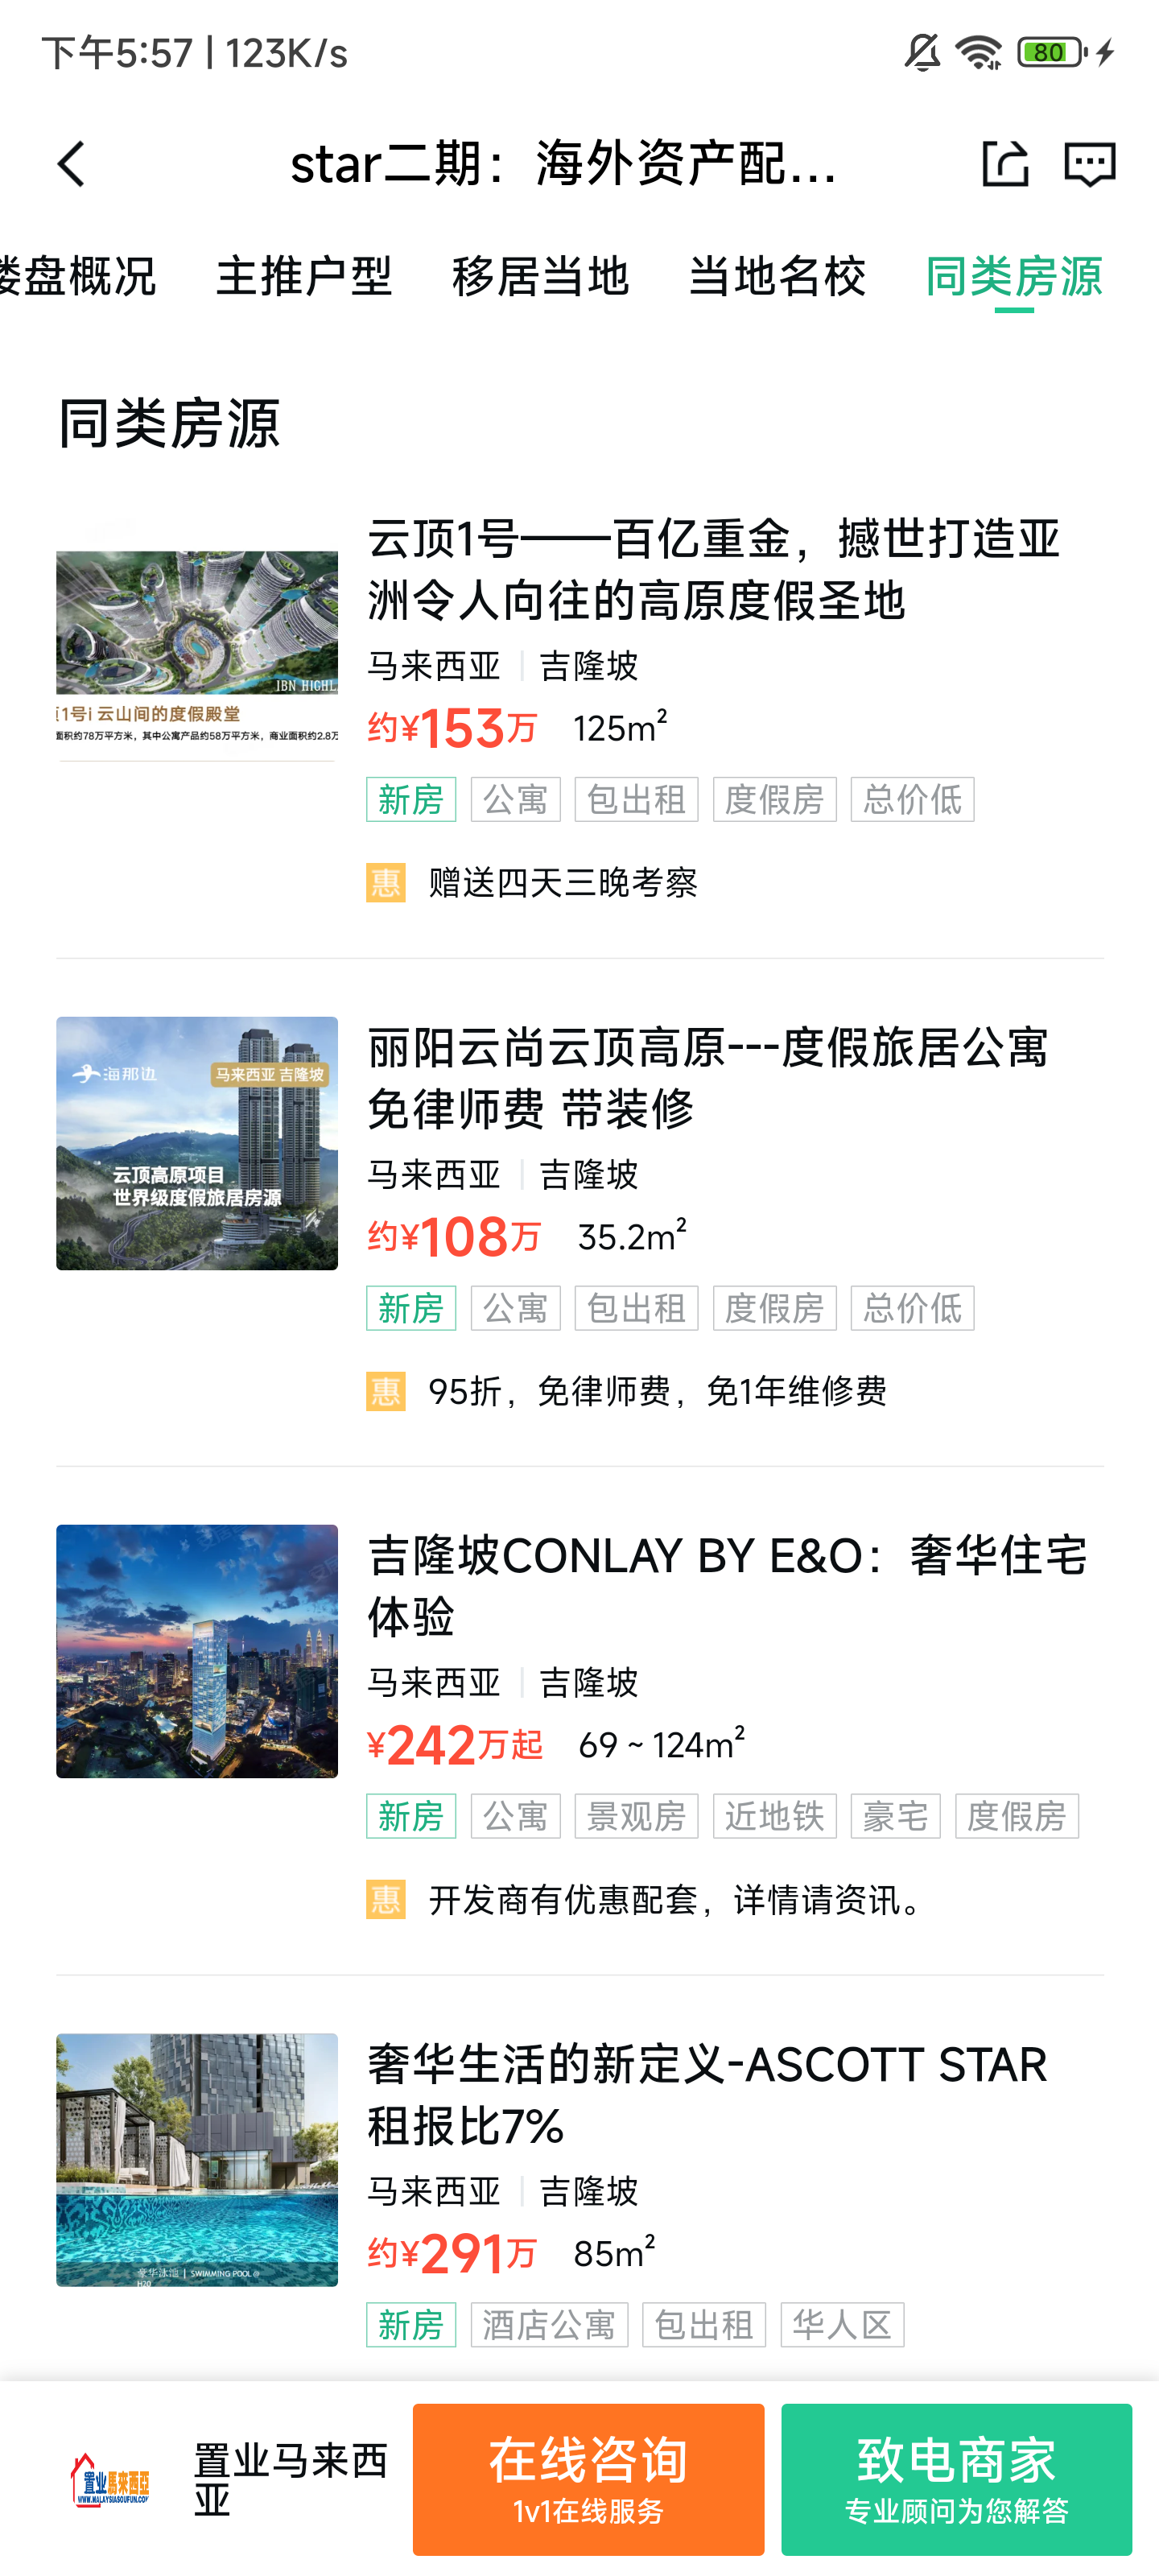 下午5:57 | 123K/s
80
star二期：海外资产配...
楼盘概况 主推户型 移居当地 当地名校 同类房源
同类房源
云顶1号——百亿重金，撼世打造亚
洲令人向往的高原度假圣地
马来西亚 | 吉隆坡
约¥153万 125m²
新房 公寓 包出租 度假房 总价低
惠 赠送四天三晚考察
1号i 云山间的度假殿堂
面积约78万平方米，其中公寓产品约58万平方米，商业面积约2.8万
丽阳云尚云顶高原---度假旅居公寓
免律师费 带装修
马来西亚 | 吉隆坡
约¥108万 35.2m²
新房 公寓 包出租 度假房 总价低
惠 95折，免律师费，免1年维修费
海那边
马来西亚 吉隆坡
云顶高原项目
世界级度假旅居房源
吉隆坡CONLAY BY E&O：奢华住宅
体验
马来西亚 | 吉隆坡
¥242万起 69 ~ 124m²
新房 公寓 景观房 近地铁 豪宅 度假房
惠 开发商有优惠配套，详情请资讯。
奢华生活的新定义-ASCOTT STAR
租报比7%
马来西亚 | 吉隆坡
约¥291万 85m²
新房 酒店公寓 包出租 华人区
豪华泳池 | SWIMMING POOL @
H2O
置业馬来西亞
WWW.MALAYSIASOUFUN.COM
置业马来西
亚
在线咨询
1v1在线服务
致电商家
专业顾问为您解答